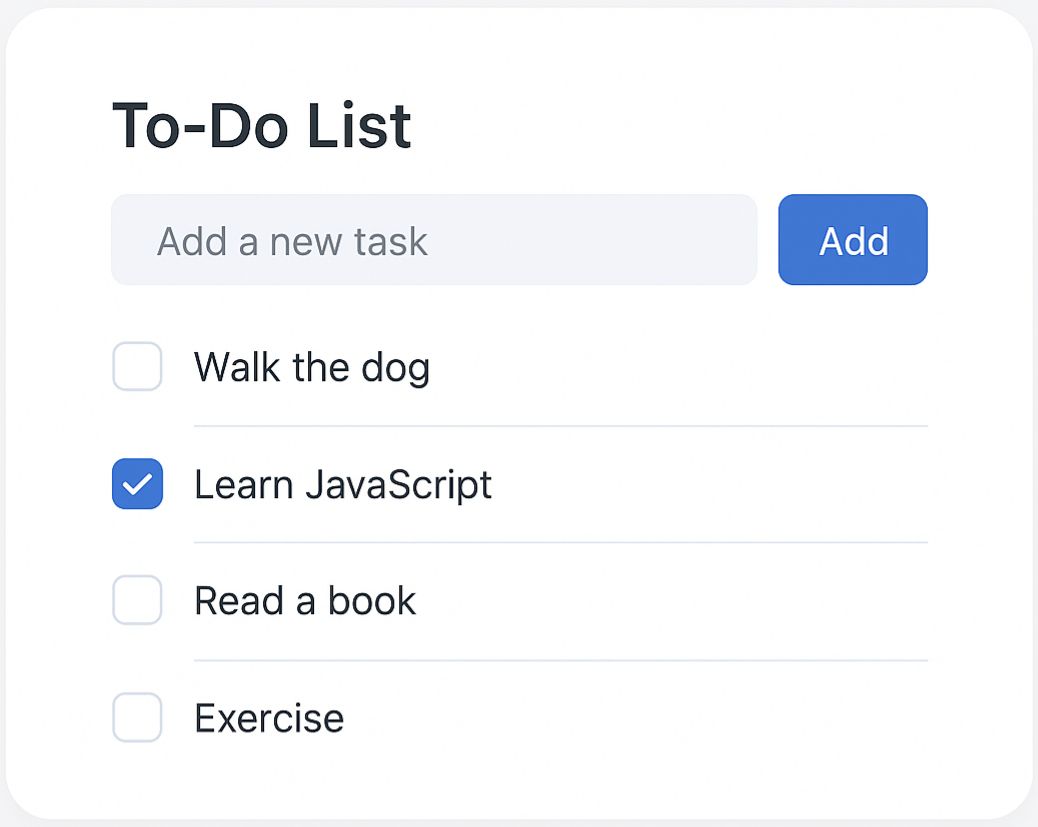 To-Do List
Add a new task
Add
Walk the dog
Learn JavaScript
Read a book
Exercise